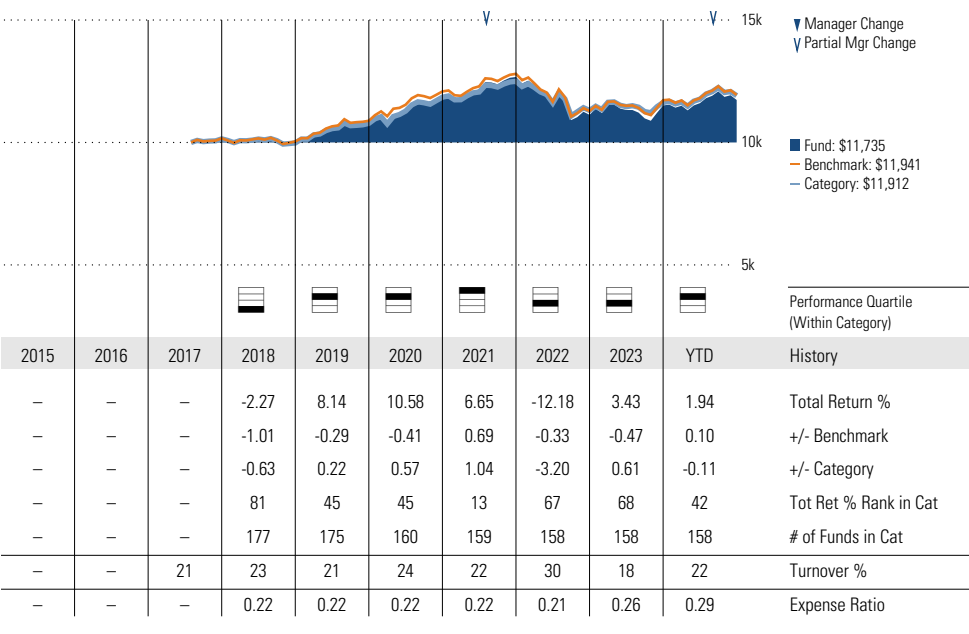 15k
Manager Change
Partial Mgr Change
10k
Fund: $11,735
Benchmark: $11,941
Category: $11,912
5k
Performance Quartile
(Within Category)
2015 2016 2017 2018 2019 2020 2021 2022 2023 YTD History
– – – -2.27 8.14 10.58 6.65 -12.18 3.43 1.94 Total Return %
– – – -1.01 -0.29 -0.41 0.69 -0.33 -0.47 0.10 +/- Benchmark
– – – -0.63 0.22 0.57 1.04 -3.20 0.61 -0.11 +/- Category
– – – 81 45 45 13 67 68 42 Tot Ret % Rank in Cat
– – – 177 175 160 159 158 158 158 # of Funds in Cat
– – 21 23 21 24 22 30 18 22 Turnover %
– – – 0.22 0.22 0.22 0.22 0.21 0.26 0.29 Expense Ratio